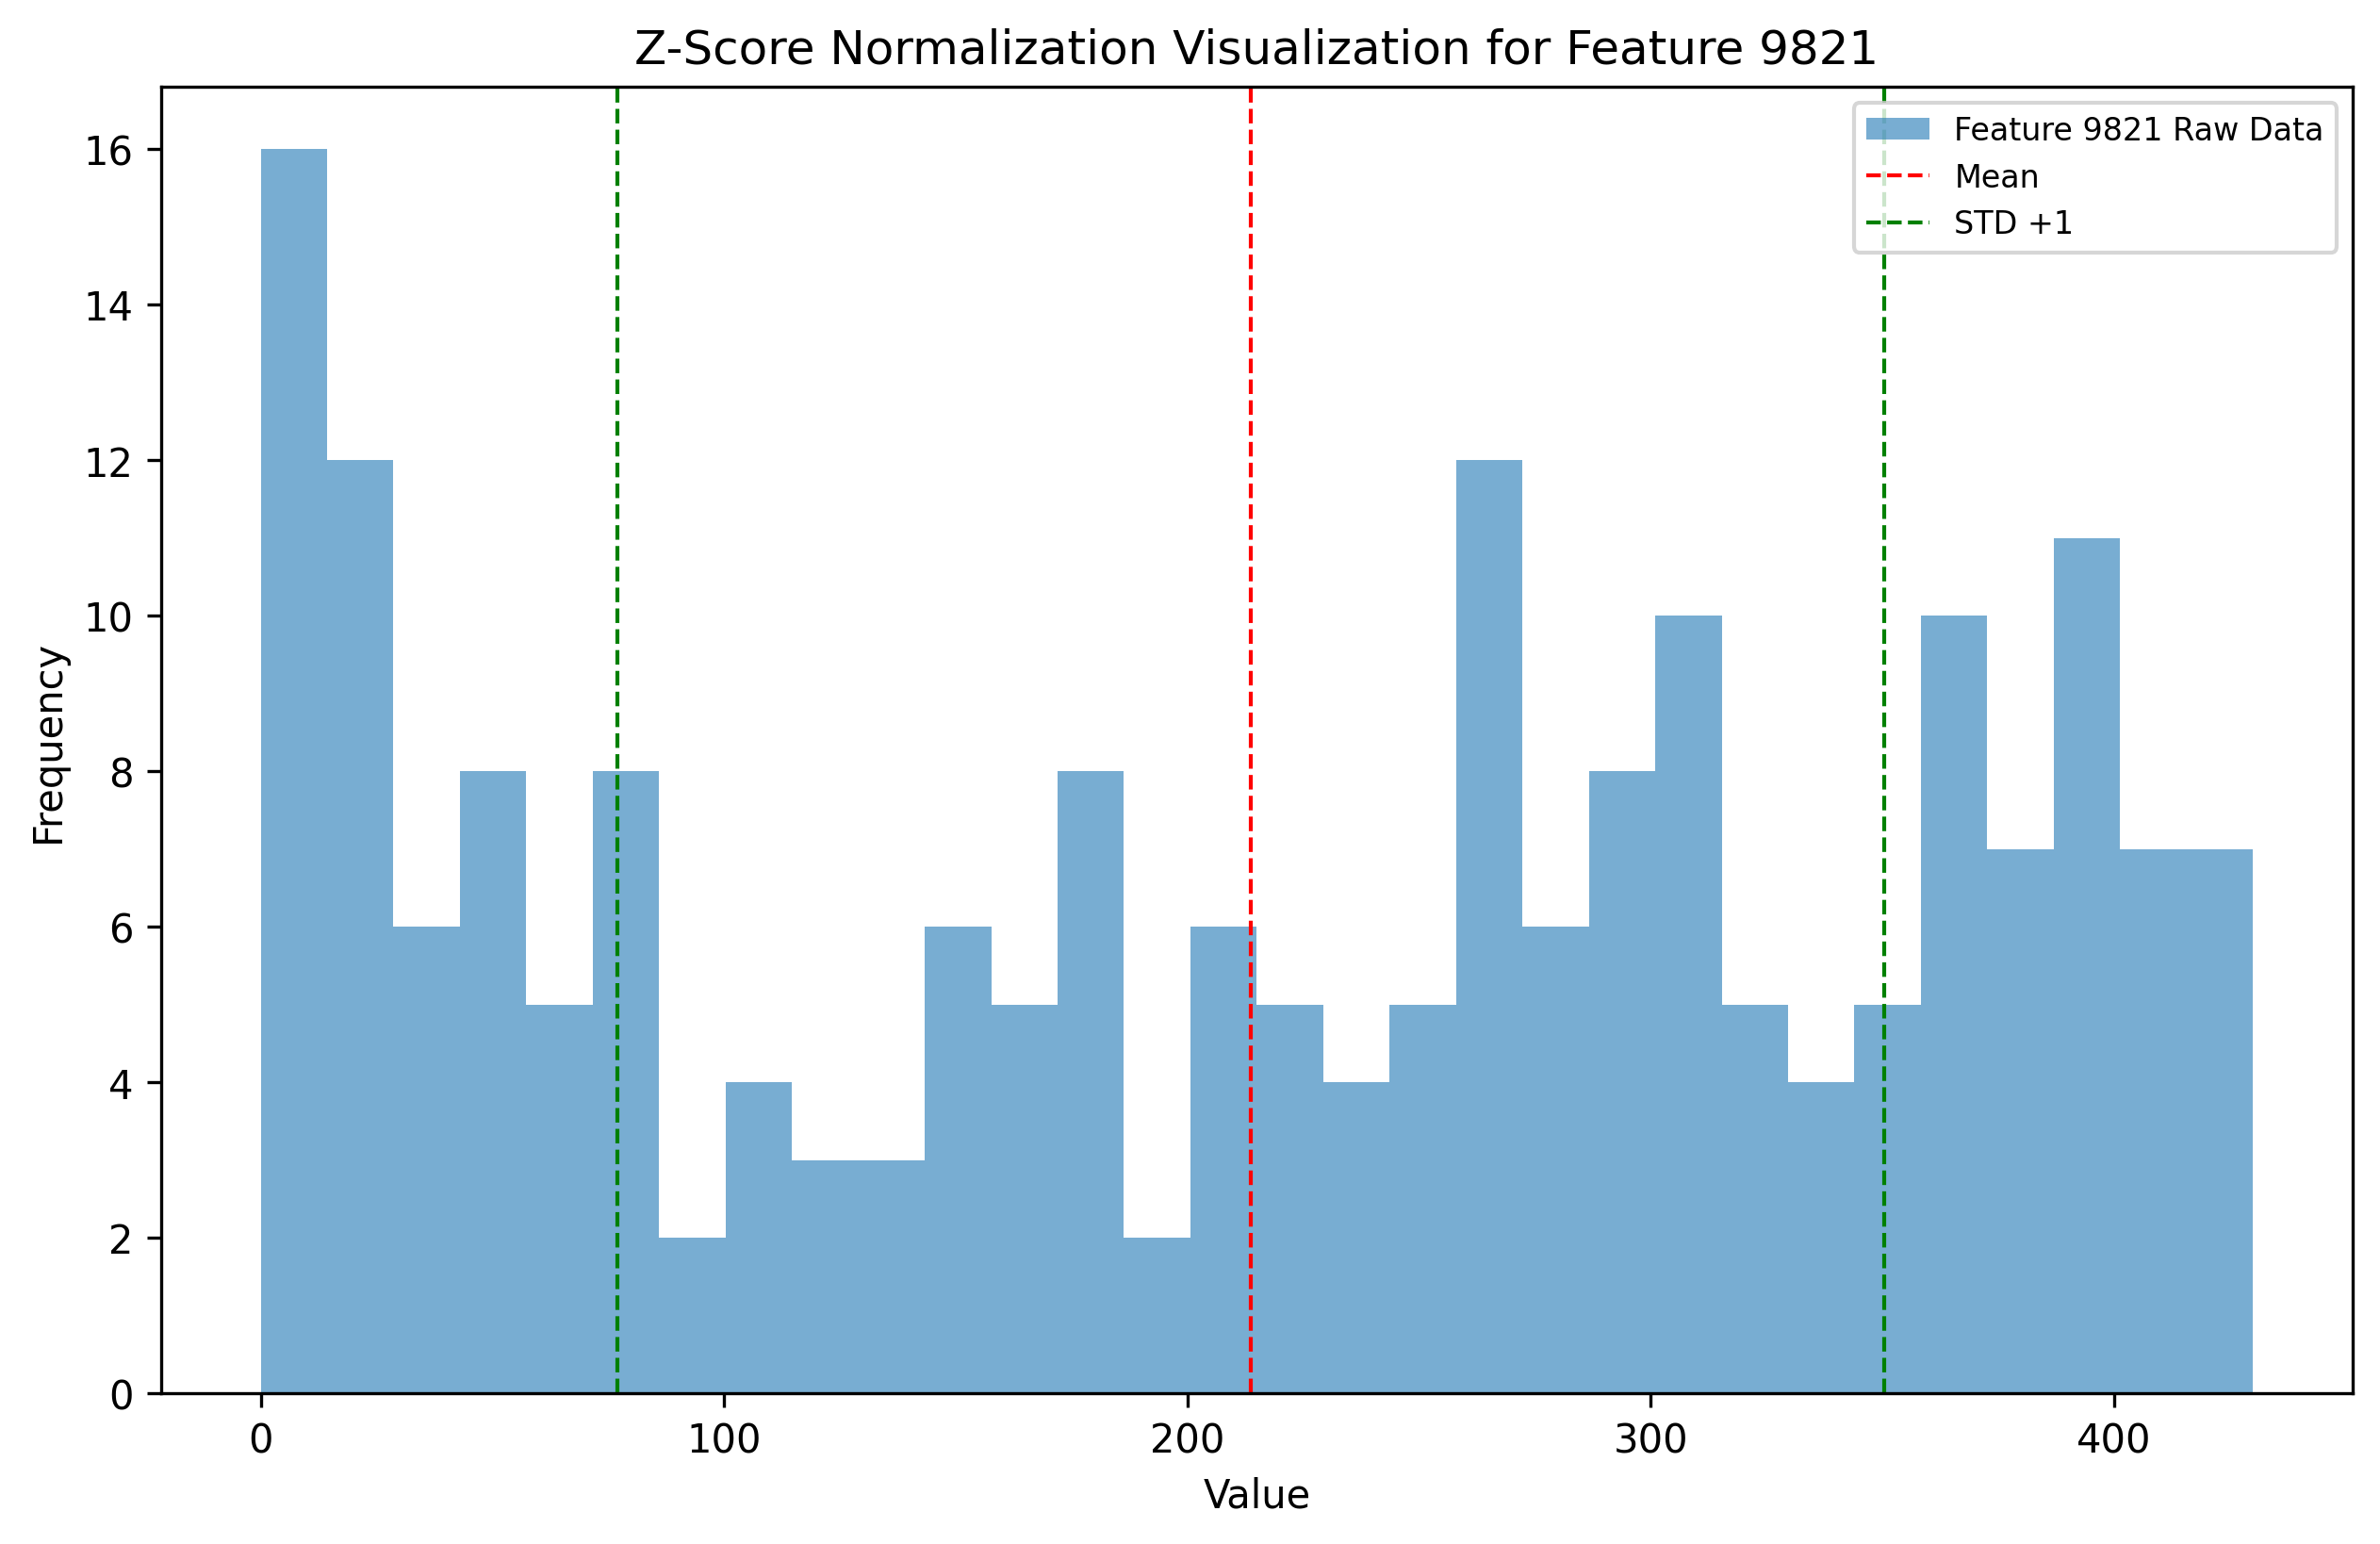 Z-Score Normalization Visualization for Feature 9821
Feature 9821 Raw Data
Mean
STD +1
16
14
12
10
8
6
4
2
0
Frequency
0 100 200 300 400
Value